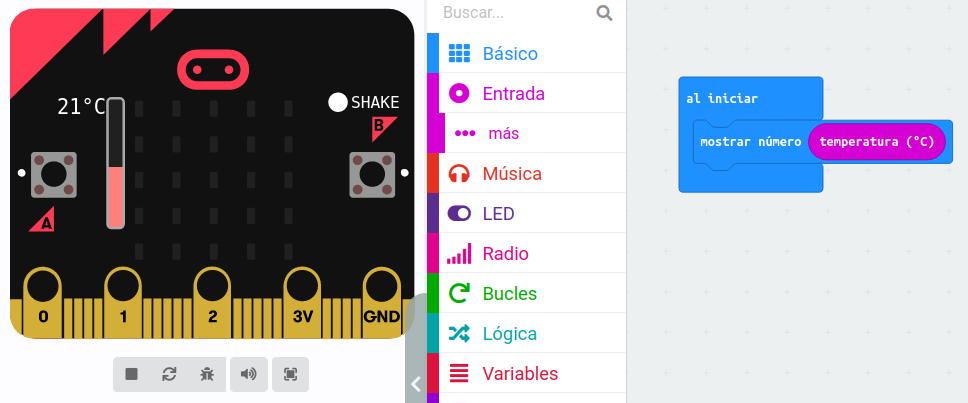 21°C
SHAKE
B
A
0 1 2 3V GND
Buscar...
Básico
Entrada
más
Música
LED
Radio
Bucles
Lógica
Variables
al iniciar
mostrar número temperatura (°C)